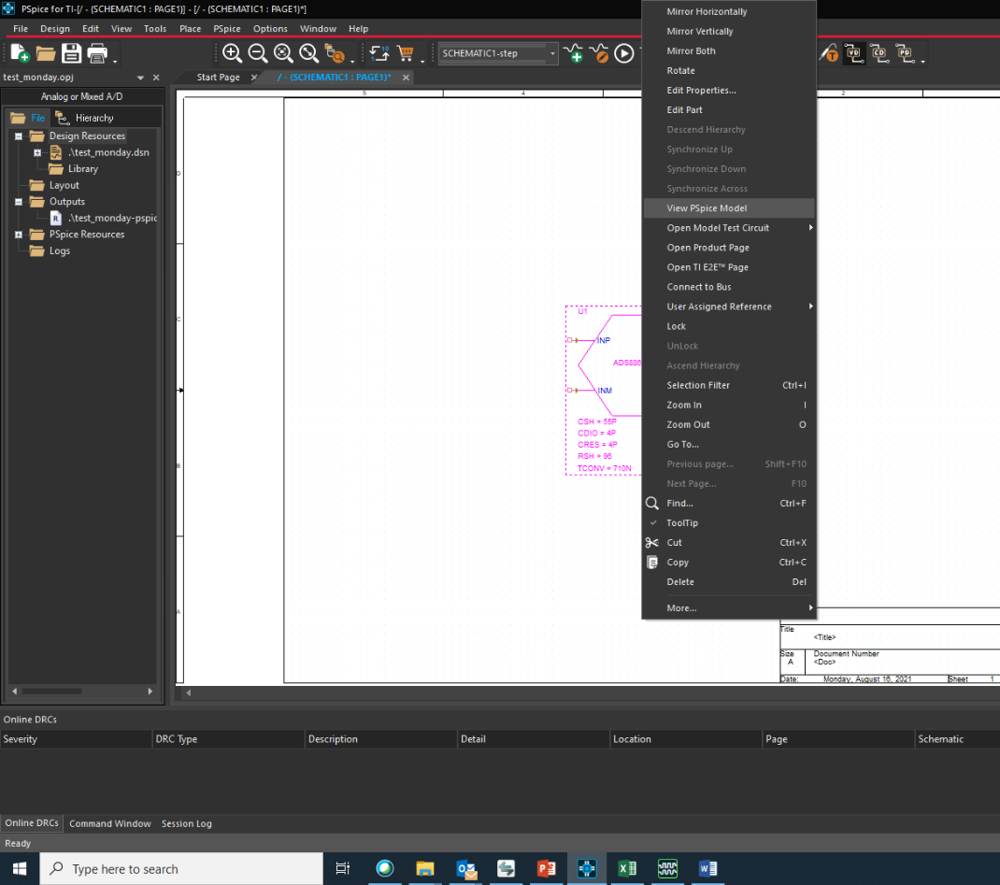 PSpice for TI-[/ - (SCHEMATIC1 : PAGE1)] - [/ - (SCHEMATIC1 : PAGE1)*]
File Design Edit View Tools Place PSpice Options Window Help
SCHEMATIC1-step
test_monday.opj
Start Page
/ - (SCHEMATIC1 : PAGE1)*
Analog or Mixed A/D
File
Hierarchy
Design Resources
.\test_monday.dsn
Library
Layout
Outputs
.\test_monday-pspic
PSpice Resources
Logs
5 4 2
D
C
B
A
U1
INP
ADS886
INM
CSH = 55P
CDIO = 4P
CRES = 4P
RSH = 96
TCONV = 710N
Mirror Horizontally
Mirror Vertically
Mirror Both
Rotate
Edit Properties...
Edit Part
Descend Hierarchy
Synchronize Up
Synchronize Down
Synchronize Across
View PSpice Model
Open Model Test Circuit
Open Product Page
Open TI E2E™ Page
Connect to Bus
User Assigned Reference
Lock
UnLock
Ascend Hierarchy
Selection Filter Ctrl+I
Zoom In I
Zoom Out O
Go To...
Previous page... Shift+F10
Next Page... F10
Find... Ctrl+F
ToolTip
Cut Ctrl+X
Copy Ctrl+C
Delete Del
More...
Title
<Title>
Size Document Number
A <Doc>
Date: Monday, August 16, 2021 Sheet 1
Online DRCs
Severity DRC Type Description Detail Location Page Schematic
Online DRCs Command Window Session Log
Ready
Type here to search